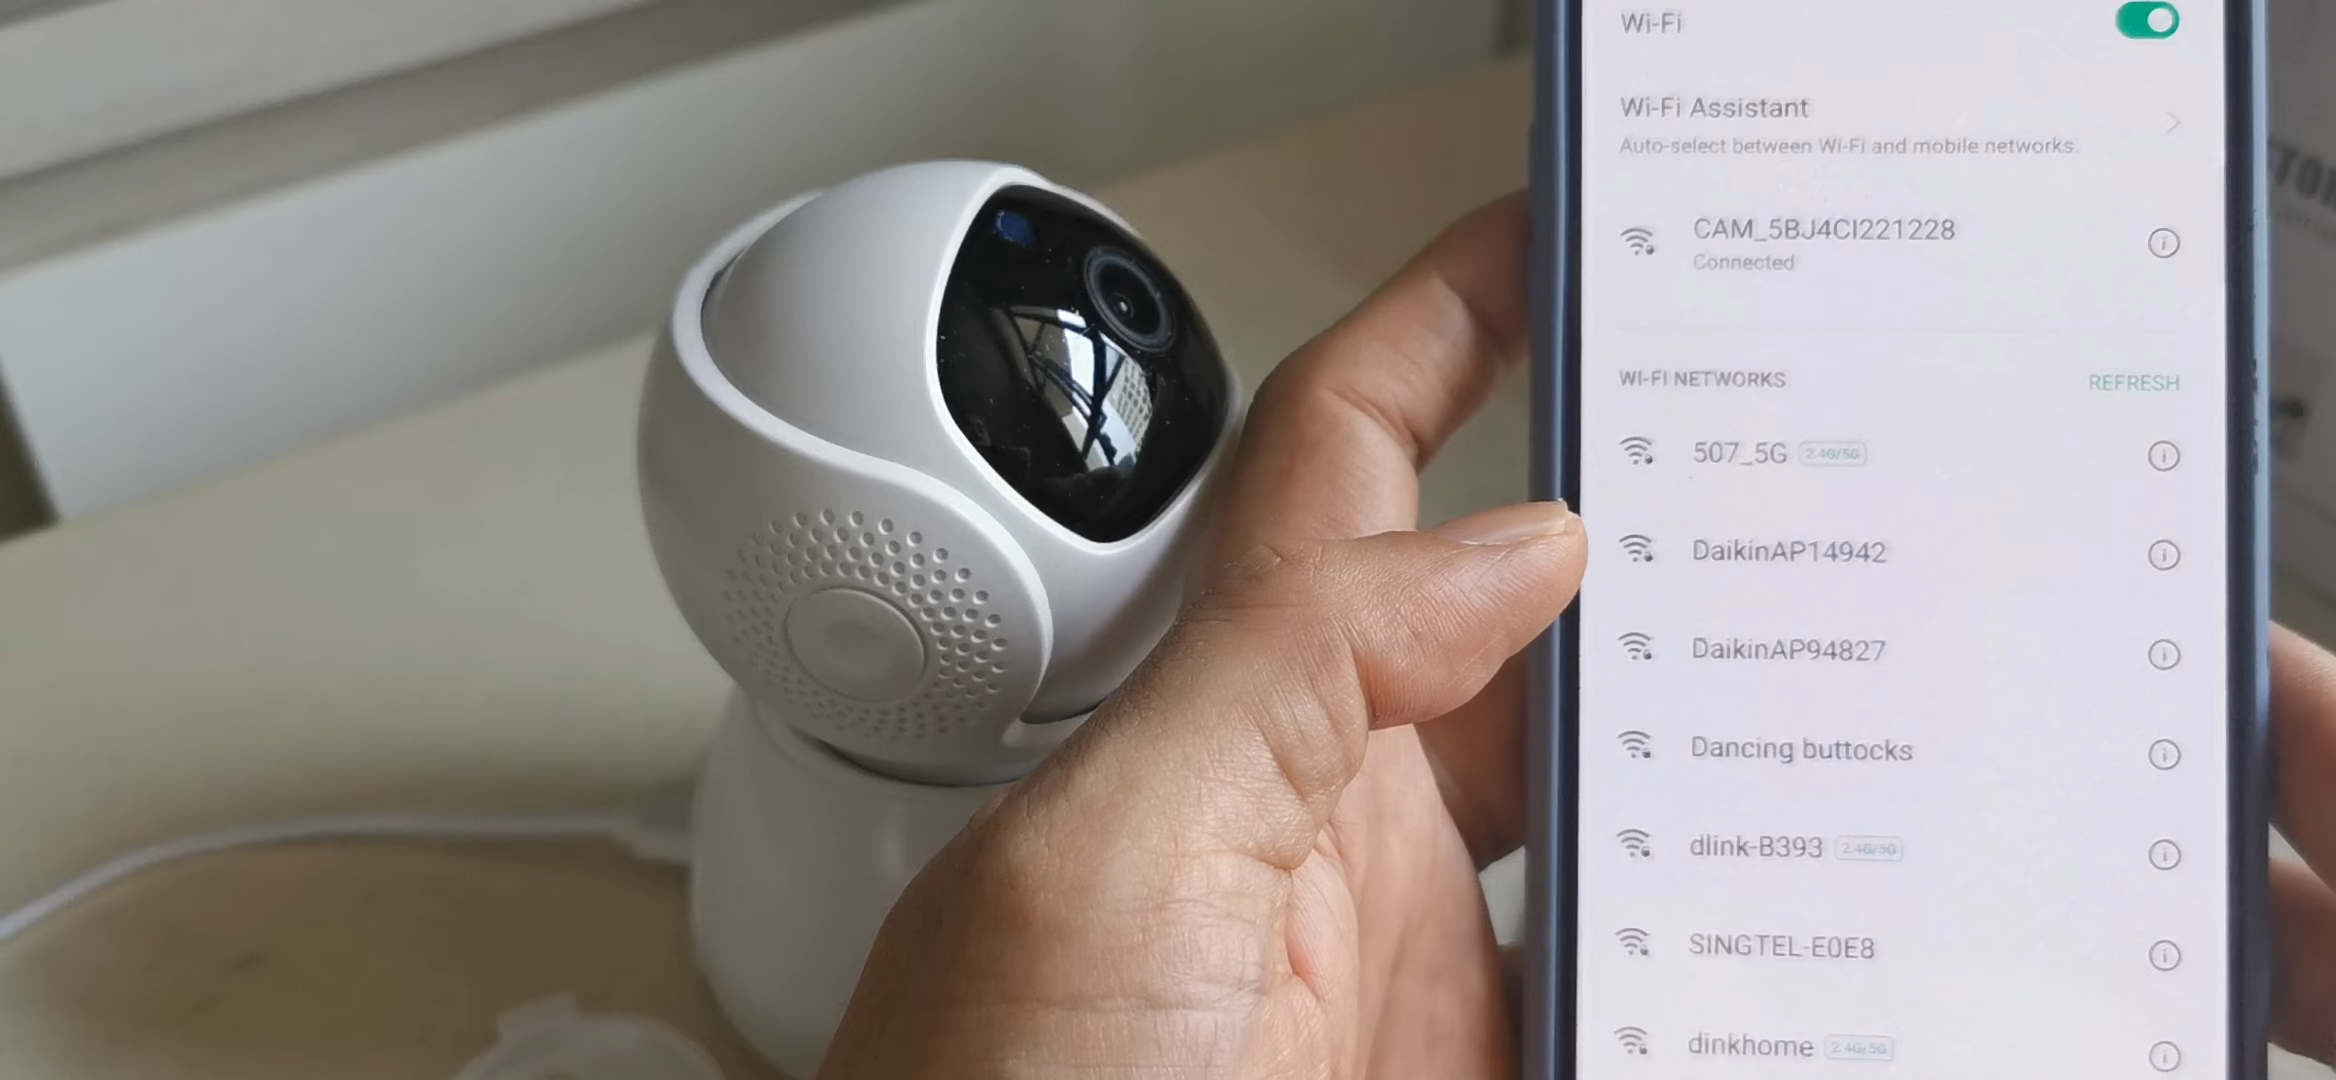 Wi-Fi
Wi-Fi Assistant
Auto-select between Wi-Fi and mobile networks.
CAM_5BJ4CI221228
Connected
WI-FI NETWORKS
REFRESH
507_5G 2.4G/5G
DaikinAP14942
DaikinAP94827
Dancing buttocks
dlink-B393 2.4G/5G
SINGTEL-E0E8
dinkhome 2.4G/5G